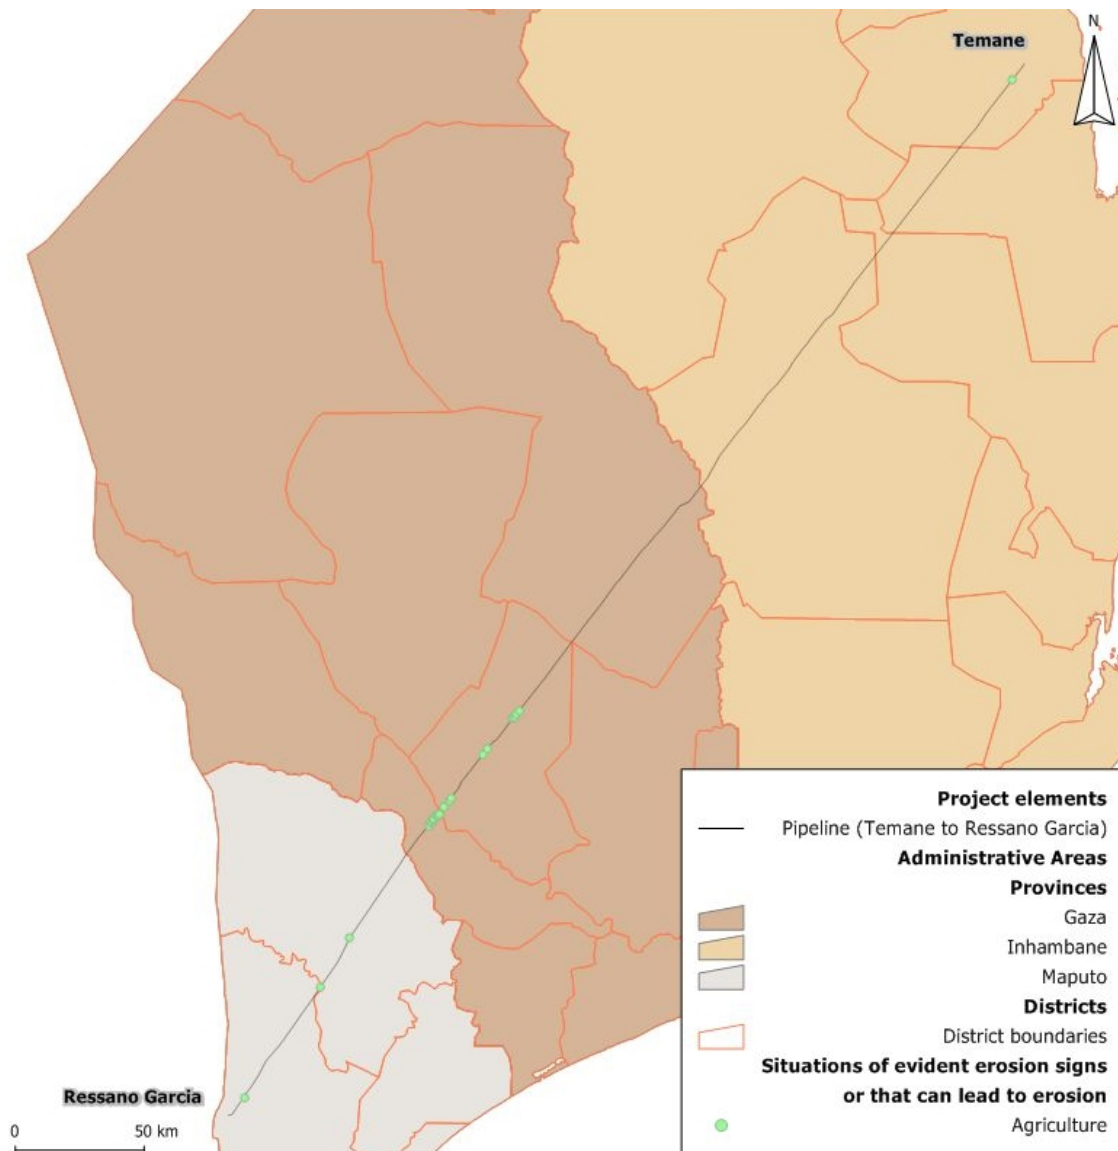 Temane
N
Project elements
Pipeline (Temane to Ressano Garcia)
Administrative Areas
Provinces
Gaza
Inhambane
Maputo
Districts
District boundaries
Situations of evident erosion signs
or that can lead to erosion
Agriculture
Ressano Garcia
0 50 km